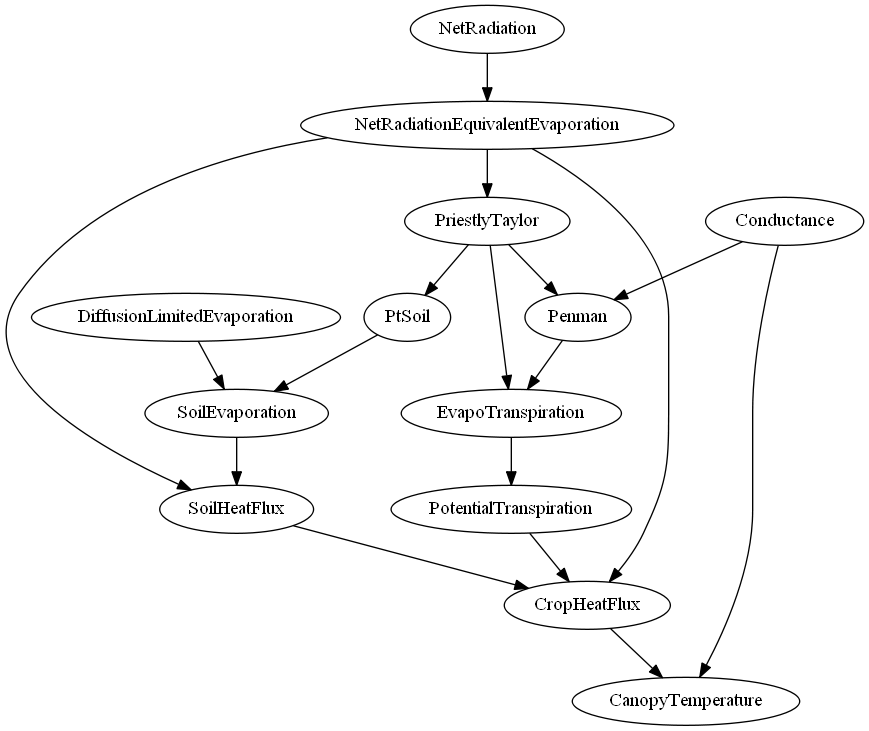 NetRadiation
NetRadiationEquivalentEvaporation
PriestlyTaylor
Conductance
DiffusionLimitedEvaporation
PtSoil
Penman
SoilEvaporation
EvapoTranspiration
SoilHeatFlux
PotentialTranspiration
CropHeatFlux
CanopyTemperature